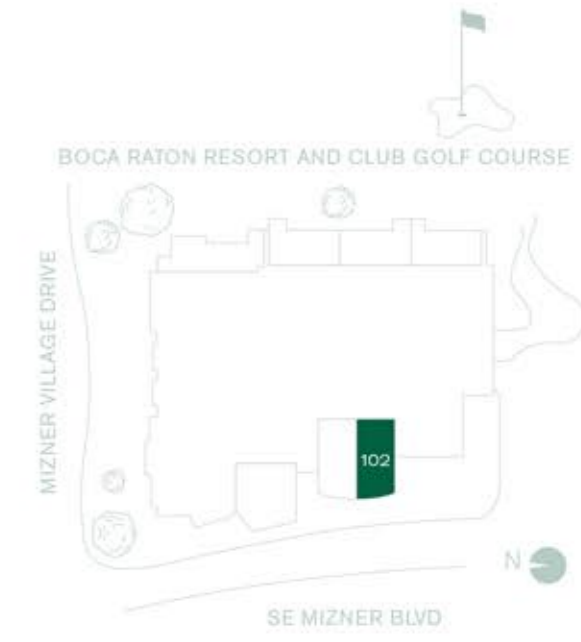 BOCA RATON RESORT AND CLUB GOLF COURSE
MIZNER VILLAGE DRIVE
102
N
SE MIZNER BLVD